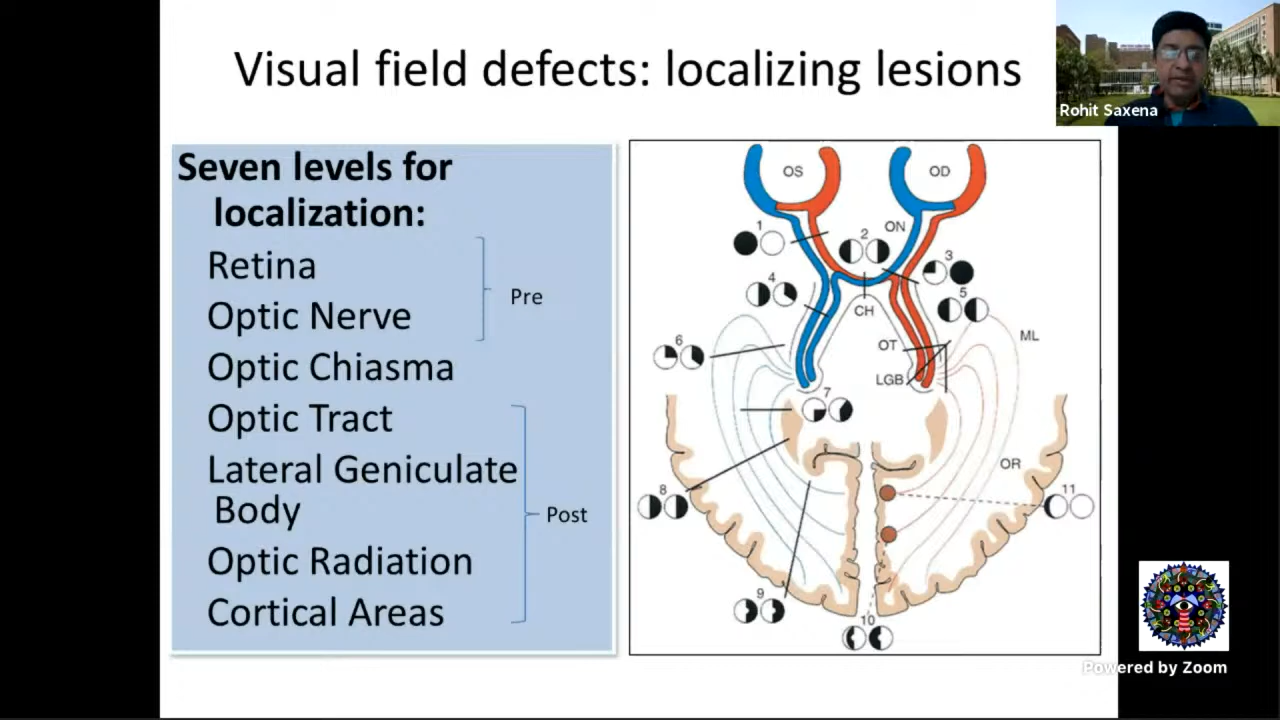 Visual field defects: localizing lesions
Rohit Saxena
Seven levels for
localization:
Retina
Optic Nerve
Pre
Optic Chiasma
Optic Tract
Lateral Geniculate
Body
Post
Optic Radiation
Cortical Areas
OS
OD
1
ON
2
3
4
5
CH
ML
6
OT
LGB
7
OR
8
11
9
10
Powered by Zoom